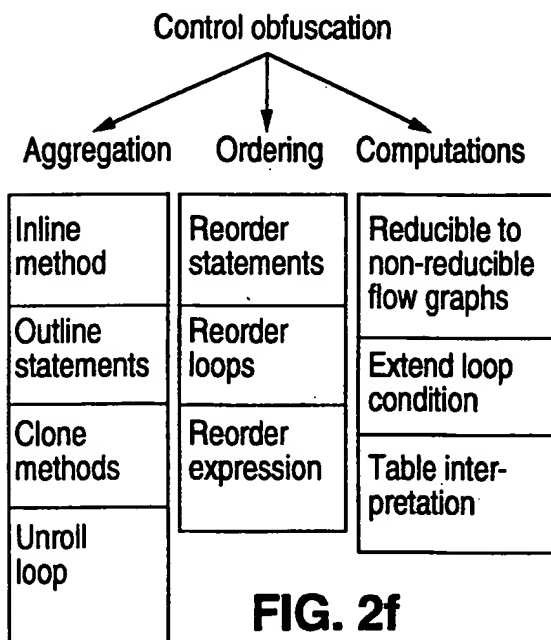 Control obfuscation
Aggregation
Ordering
Computations
Inline
method
Outline
statements
Clone
methods
Unroll
loop
Reorder
statements
Reorder
loops
Reorder
expression
Reducible to
non-reducible
flow graphs
Extend loop
condition
Table inter-
pretation
FIG. 2f